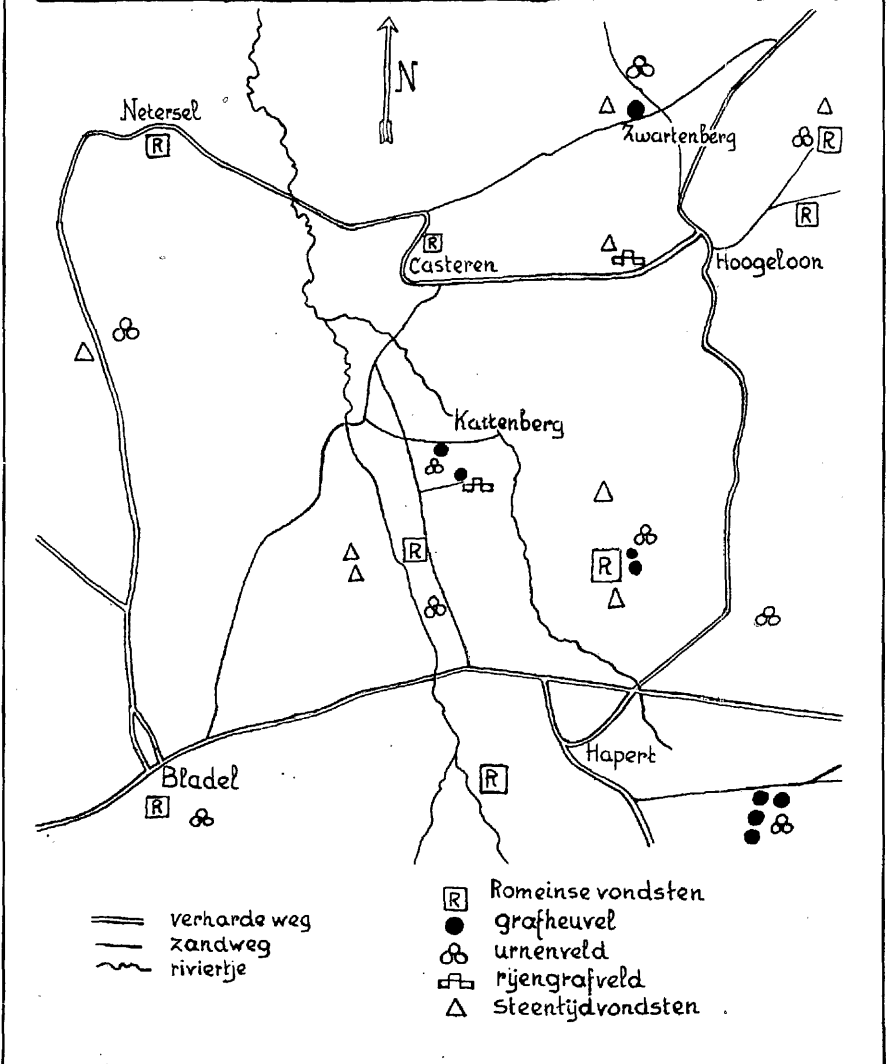 N
Netersel
R
Zwartenberg
R
R
R
Casteren
Hoogeloon
Kattenberg
R
R
Hapert
Bladel
R
R
verharde weg
zandweg
riviertje
R Romeinse vondsten
grafheuvel
urnenveld
rijengrafveld
Steentijdvondsten